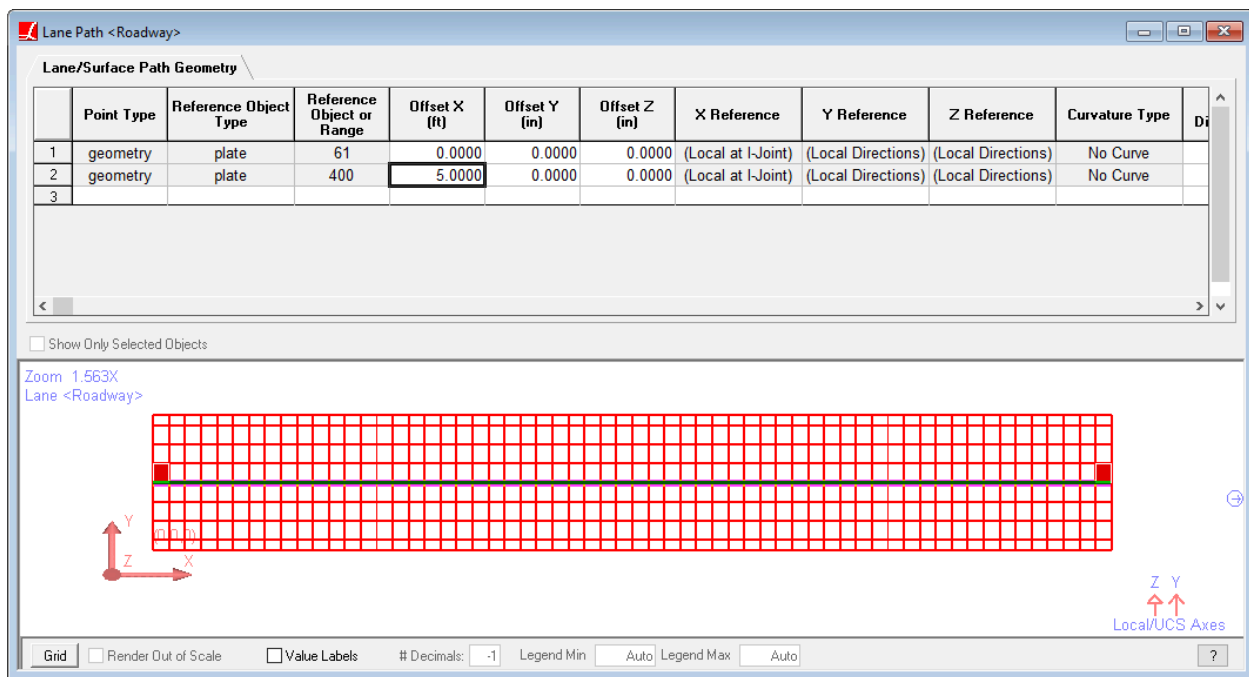 Lane Path <Roadway>
Lane/Surface Path Geometry
Point Type Reference Object Type Reference Object or Range Offset X (ft) Offset Y (in) Offset Z (in) X Reference Y Reference Z Reference Curvature Type Di
1 geometry plate 61 0.0000 0.0000 0.0000 (Local at I-Joint) (Local Directions) (Local Directions) No Curve
2 geometry plate 400 5.0000 0.0000 0.0000 (Local at I-Joint) (Local Directions) (Local Directions) No Curve
3
Show Only Selected Objects
Zoom 1.563X
Lane <Roadway>
Y
(0,0,0)
Z X
Z Y
Local/UCS Axes
Grid Render Out of Scale Value Labels # Decimals: -1 Legend Min Auto Legend Max Auto ?